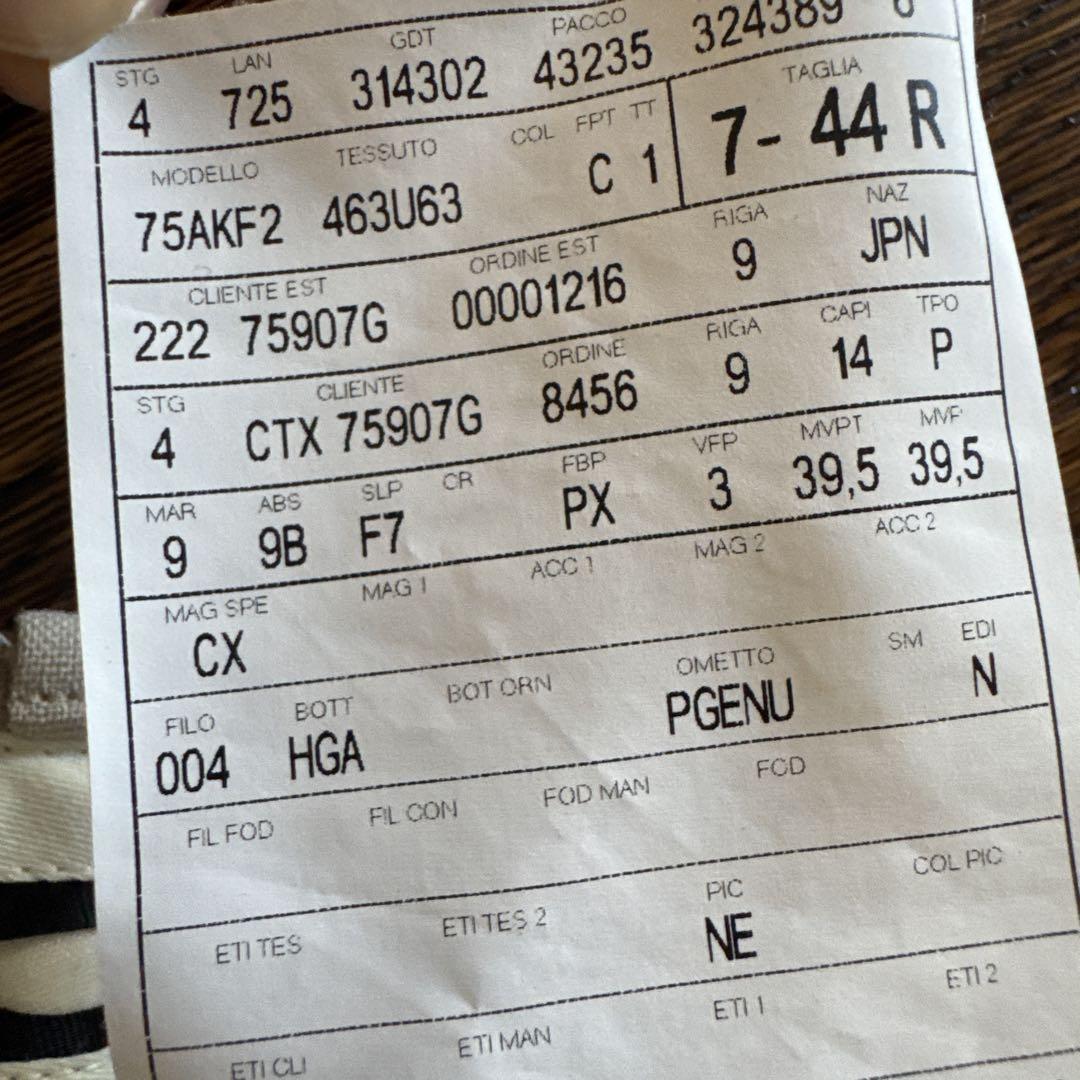 STG LAN GDT PACCO
4 725 314302 43235 324389
MODELLO TESSUTO COL FPT TT TAGLIA
75AKF2 463U63 C 1 7- 44 R
CLIENTE EST ORDINE EST RIGA NAZ
222 75907G 00001216 9 JPN
STG CLIENTE ORDINE RIGA CAPI TPO
4 CTX 75907G 8456 9 14 P
MAR ABS SLP CR FBP VFP MVPT MVP
9 9B F7 PX 3 39,5 39,5
MAG SPE MAG 1 ACC 1 MAG 2 ACC 2
CX
FILO BOTT BOT ORN OMETTO SM EDI
004 HGA PGENU N
FIL FOD FIL CON FOD MAN FOD
ETI TES ETI TES 2 PIC COL PIC
NE
ETI CLI ETI MAN ETI 1 ETI 2